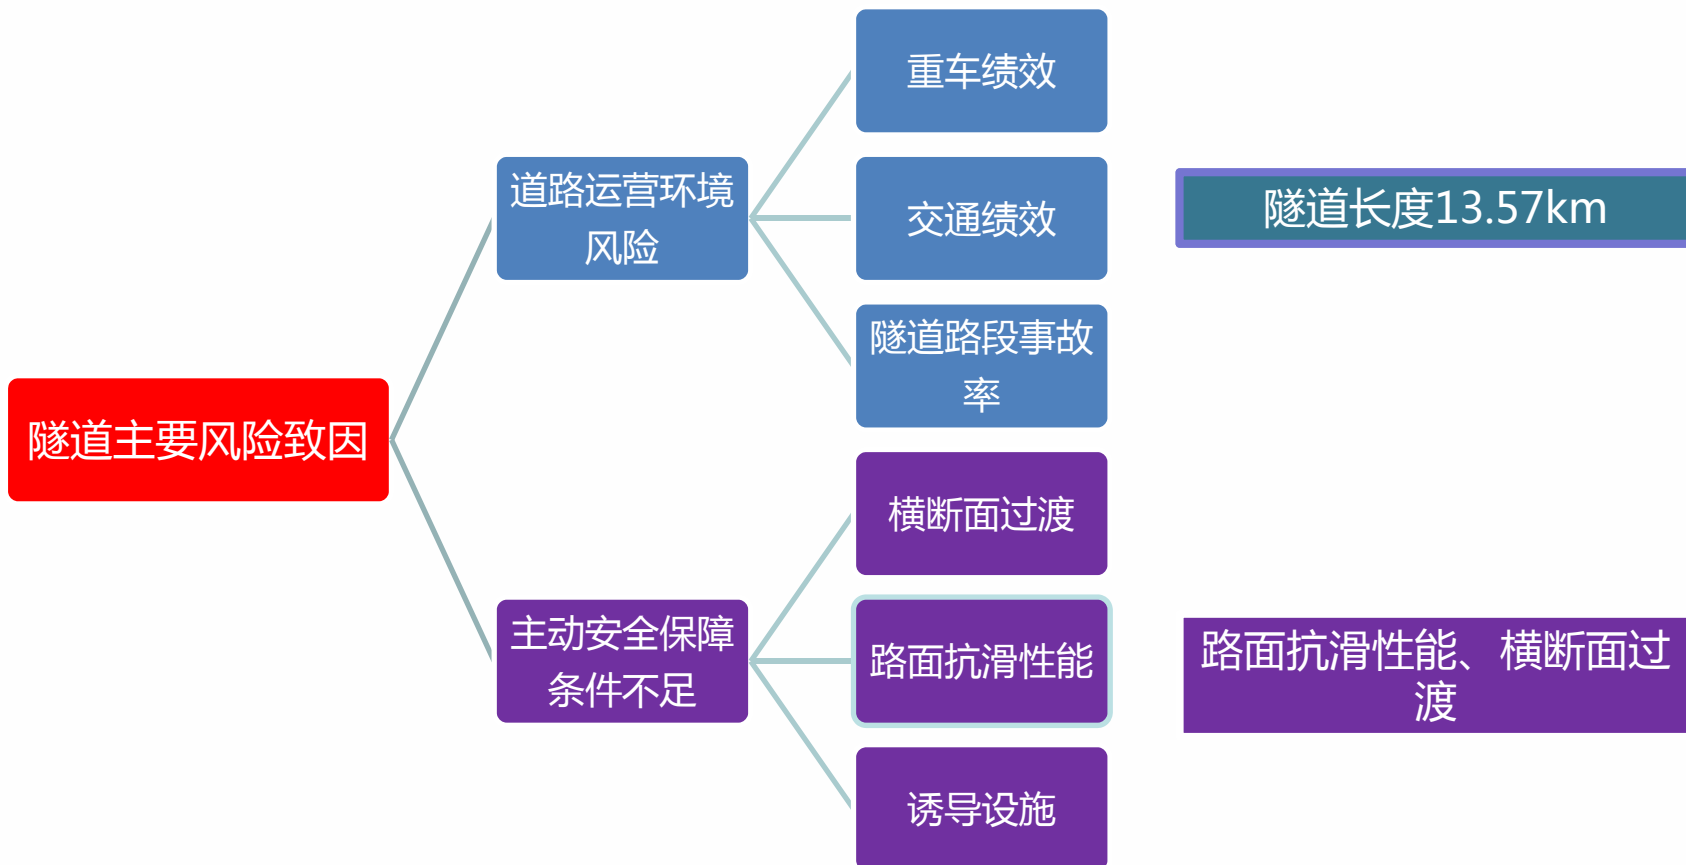 重车绩效
道路运营环境
风险
交通绩效
隧道长度13.57km
隧道路段事故
率
隧道主要风险致因
横断面过渡
主动安全保障
条件不足
路面抗滑性能
路面抗滑性能、横断面过
渡
诱导设施